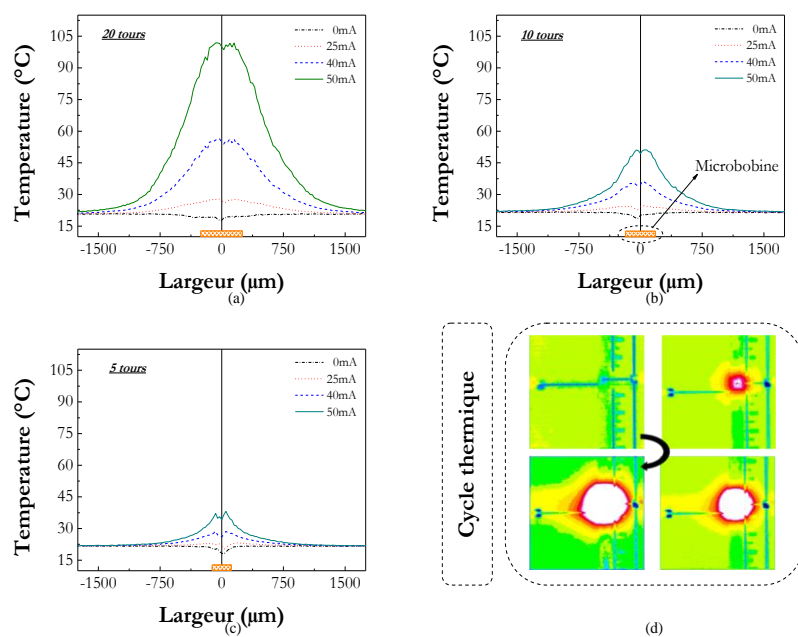 20 tours
0mA
25mA
40mA
50mA
105
90
75
60
45
30
15
Temperature (°C)
-1500 -750 0 750 1500
Largeur (µm)
(a)
10 tours
0mA
25mA
40mA
50mA
105
90
75
60
45
30
15
Temperature (°C)
Microbobine
-1500 -750 0 750 1500
Largeur (µm)
(b)
5 tours
0mA
25mA
40mA
50mA
105
90
75
60
45
30
15
Temperature (°C)
-1500 -750 0 750 1500
Largeur (µm)
(c)
Cycle thermique
(d)